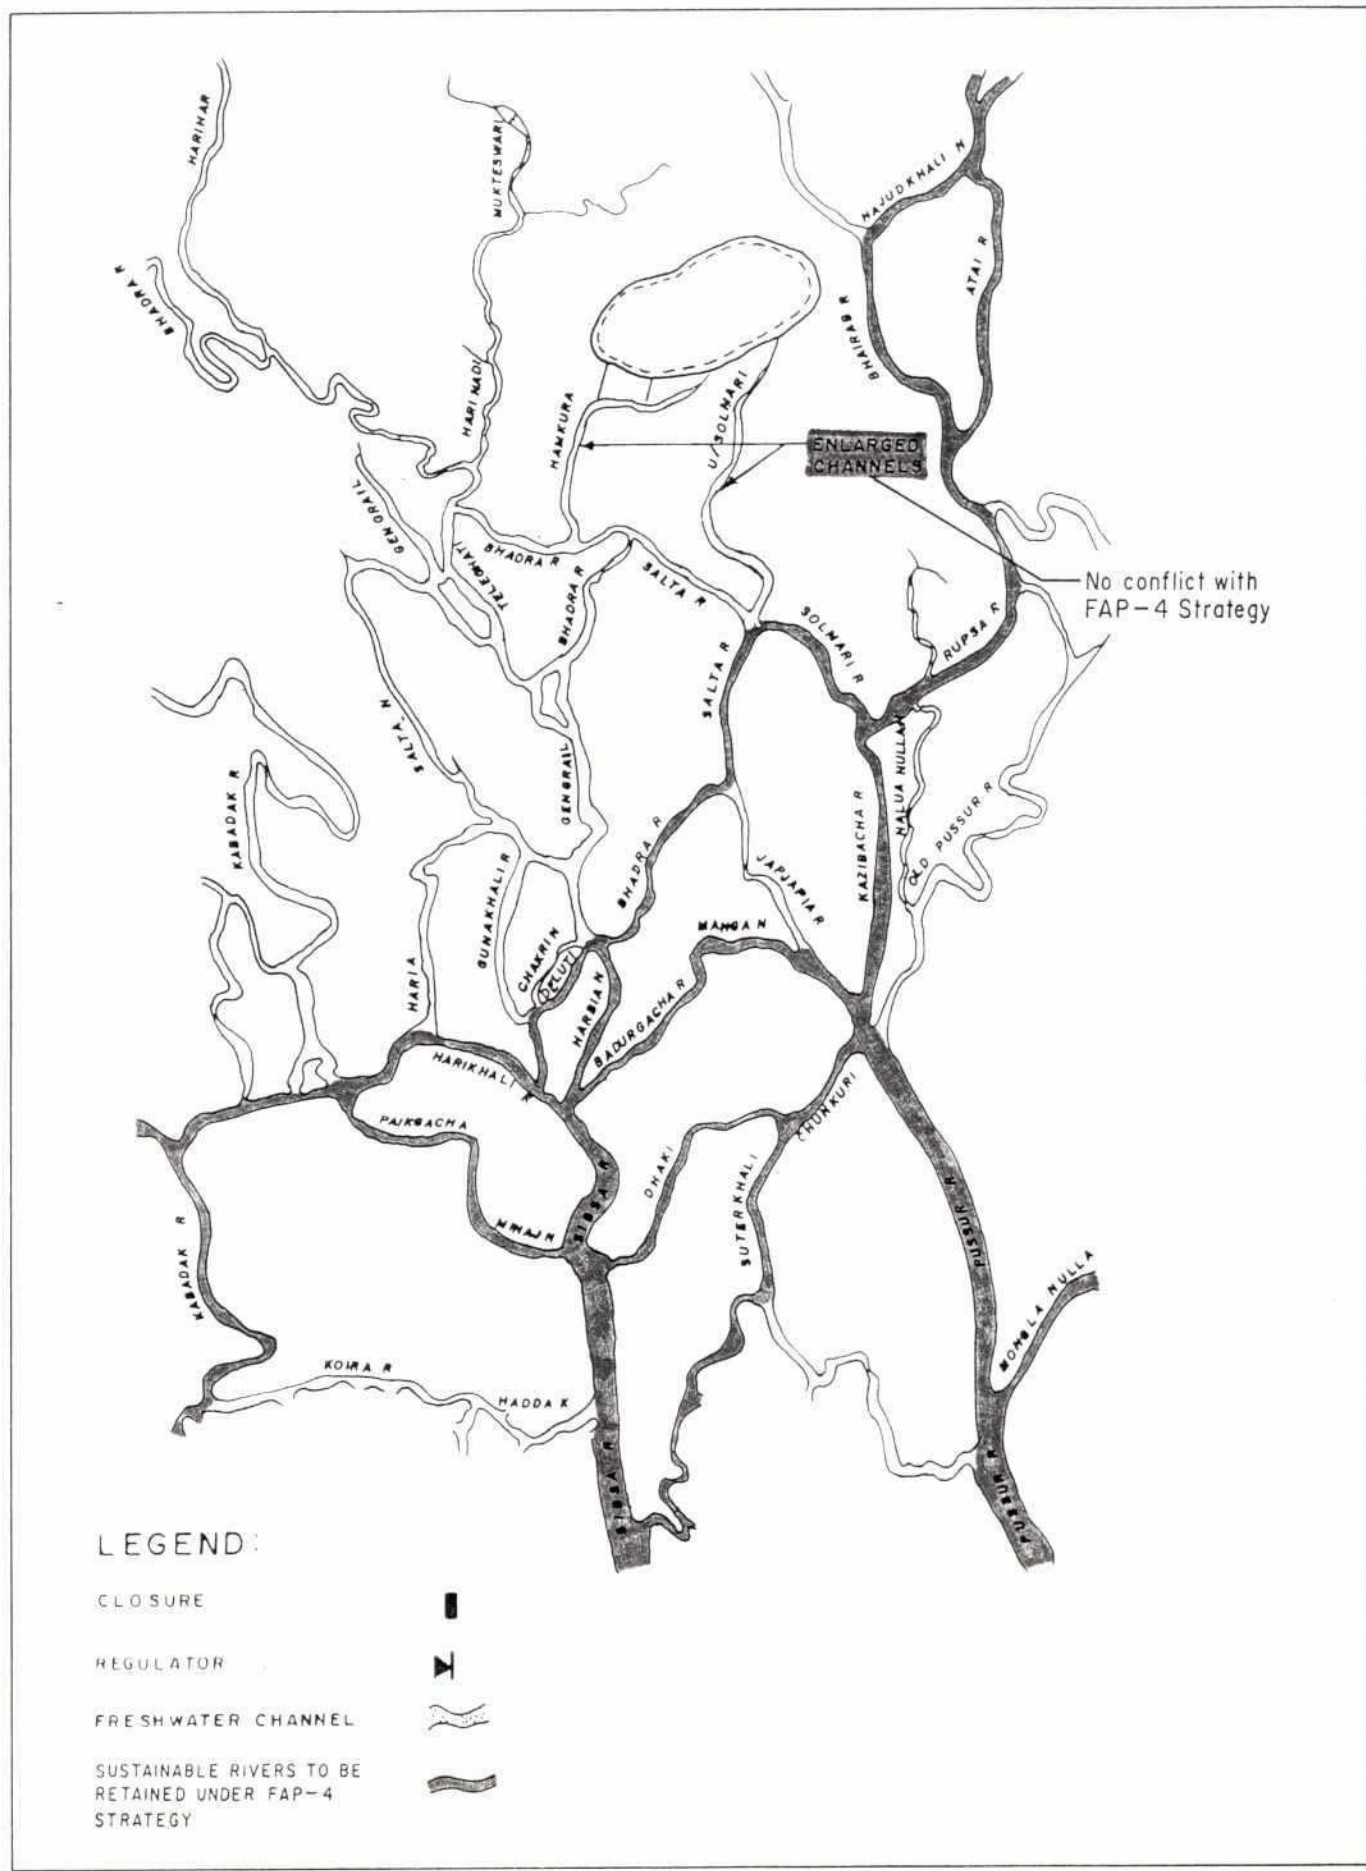 HARIHAR
MUKTESWARI
HAJUDKHALI N
BHADRA R
ATAI R
BHAIRAB R
HARI NADI
HAMKURA
U/SOLMARI
ENLARGED
CHANNELS
GENGRAIL
TELEGHATI
BHADRA R
BHADRA R
SALTA R
No conflict with
FAP-4 Strategy
SOLMARI R
RUPSA R
SALTA R
SALTA N
GENGRAIL
HALUA NULLAH
KABADAK R
BHADRA R
KAZIBACHA R
OLD PUSSUR R
JAPJAPIA R
GUNAKHALI R
MANGA N
CHAKRI N
DELUTI
HARIA
HARBIA N
BADURGACHA R
HARIKHALI R
PAIKGACHA
CHUNKURI
DHAKI
SUTERKHALI
SIBSA R
MINAJ N
PUSSUR R
KABADAK R
MONGLA NULLA
KOIRA R
HADDA K
SIBSA R
PUSSUR R
LEGEND:
CLOSURE
REGULATOR
FRESHWATER CHANNEL
SUSTAINABLE RIVERS TO BE
RETAINED UNDER FAP-4
STRATEGY